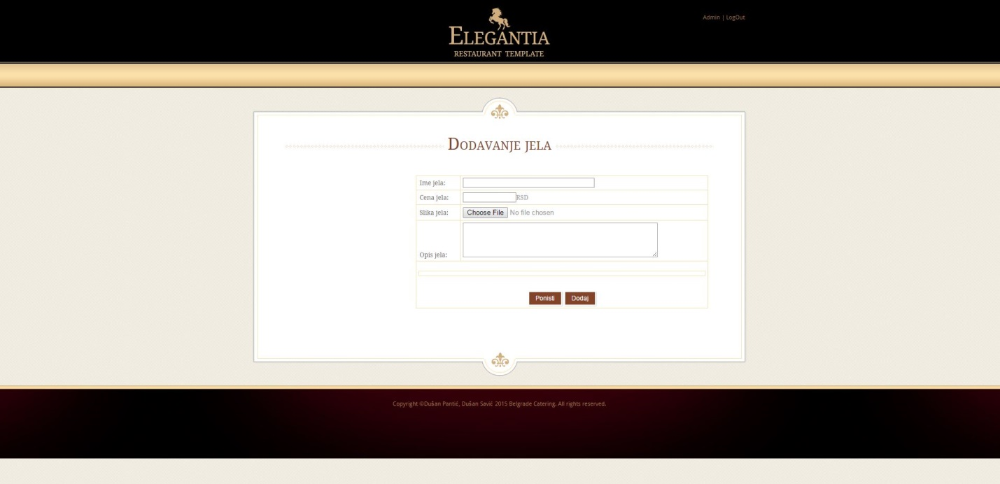 Admin | LogOut
ELEGANTIA
RESTAURANT TEMPLATE
DODAVANJE JELA
Ime jela:
Cena jela: RSD
Slika jela: Choose File No file chosen
Opis jela:
Ponisti Dodaj
Copyright ©Dušan Pantić, Dušan Savić 2015 Belgrade Catering. All rights reserved.